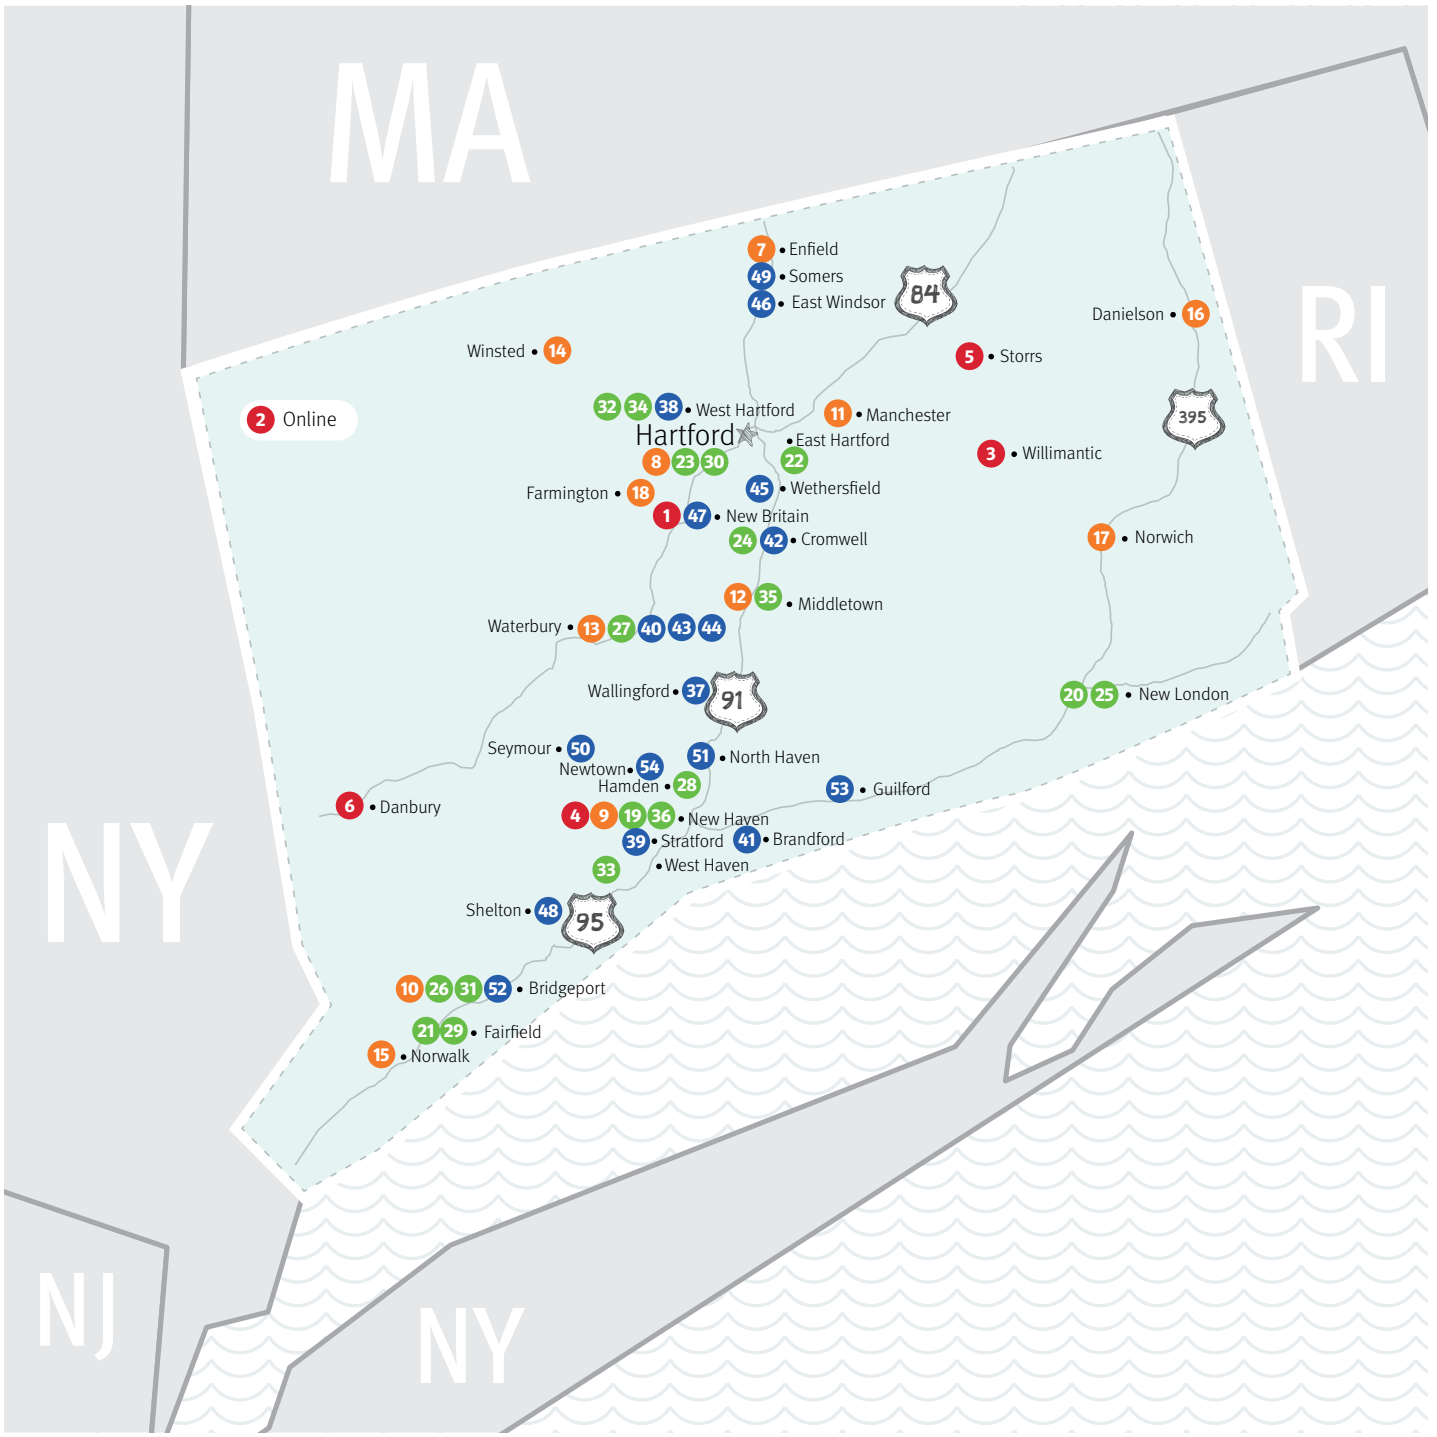 MA
7 • Enfield
49 • Somers
46 • East Windsor
84
Danielson • 16
RI
Winsted • 14
5 • Storrs
2 Online
32 34 38 • West Hartford
11 • Manchester
395
Hartford
• East Hartford
8 23 30
22
3 • Willimantic
Farmington • 18
45 • Wethersfield
1 47 • New Britain
24 42 • Cromwell
17 • Norwich
12 35 • Middletown
Waterbury • 13 27 40 43 44
Wallingford • 37
91
20 25 • New London
Seymour • 50
51 • North Haven
Newtown • 54
Hamden • 28
53 • Guilford
6 • Danbury
4 9 19 36 • New Haven
39 • Stratford
41 • Brandford
33
• West Haven
NY
Shelton • 48
95
10 26 31 52 • Bridgeport
21 29 • Fairfield
15 • Norwalk
NJ
NY